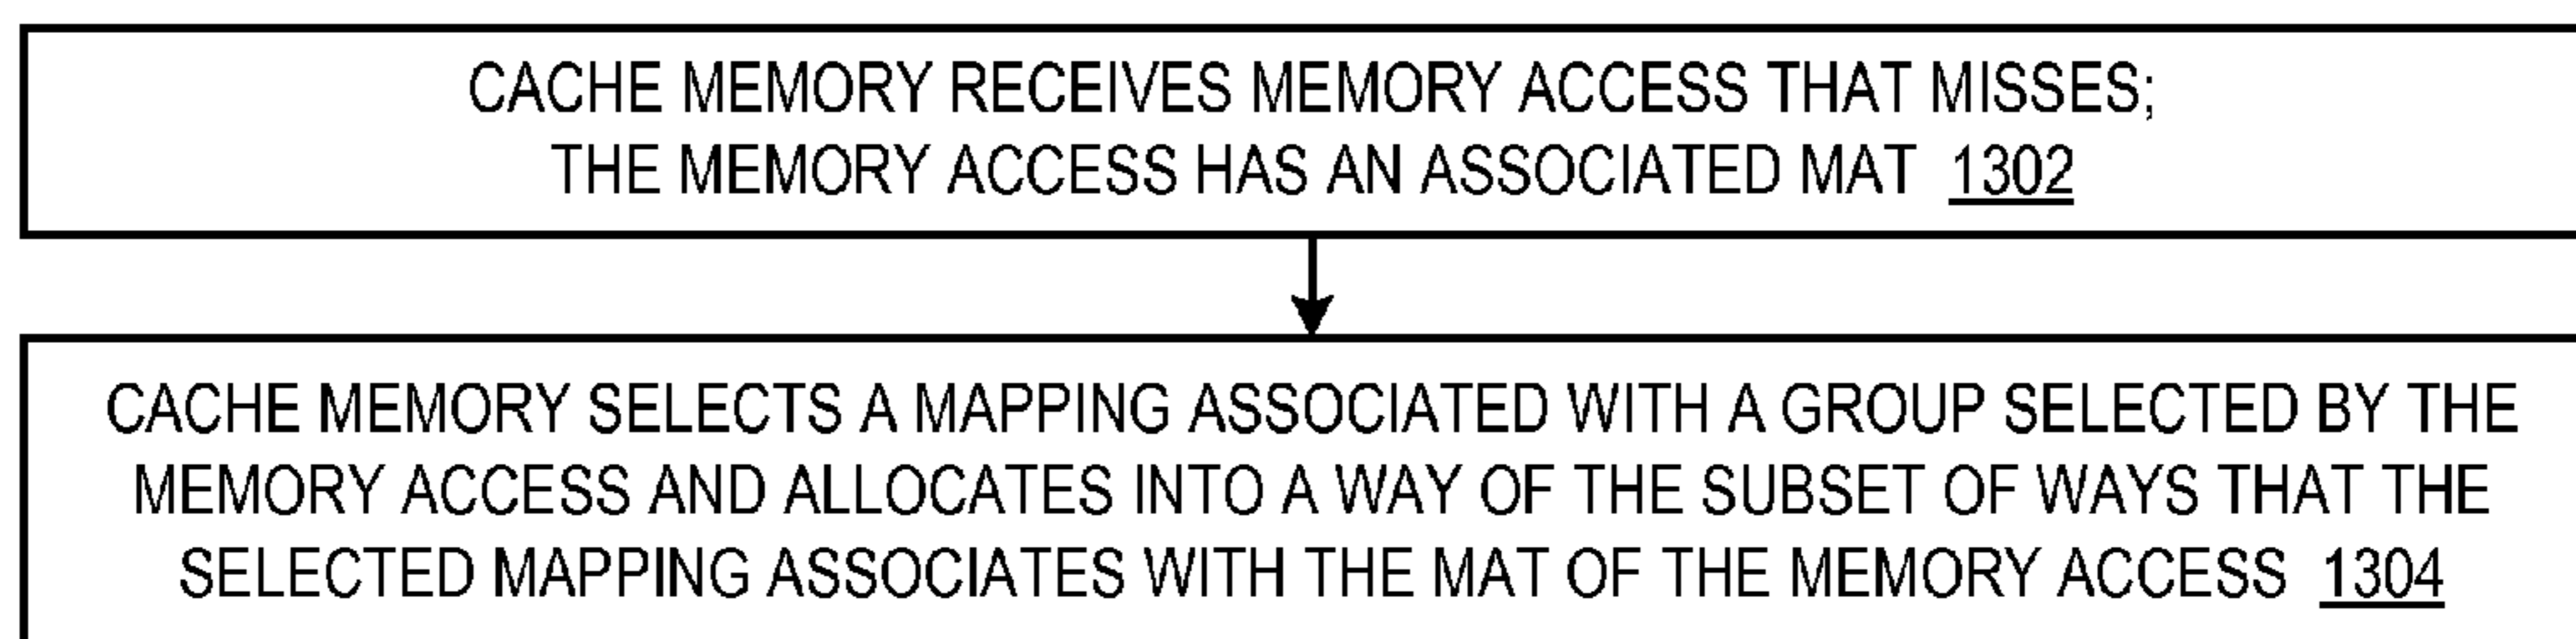 CACHE MEMORY RECEIVES MEMORY ACCESS THAT MISSES;
THE MEMORY ACCESS HAS AN ASSOCIATED MAT 1302
CACHE MEMORY SELECTS A MAPPING ASSOCIATED WITH A GROUP SELECTED BY THE
MEMORY ACCESS AND ALLOCATES INTO A WAY OF THE SUBSET OF WAYS THAT THE
SELECTED MAPPING ASSOCIATES WITH THE MAT OF THE MEMORY ACCESS 1304